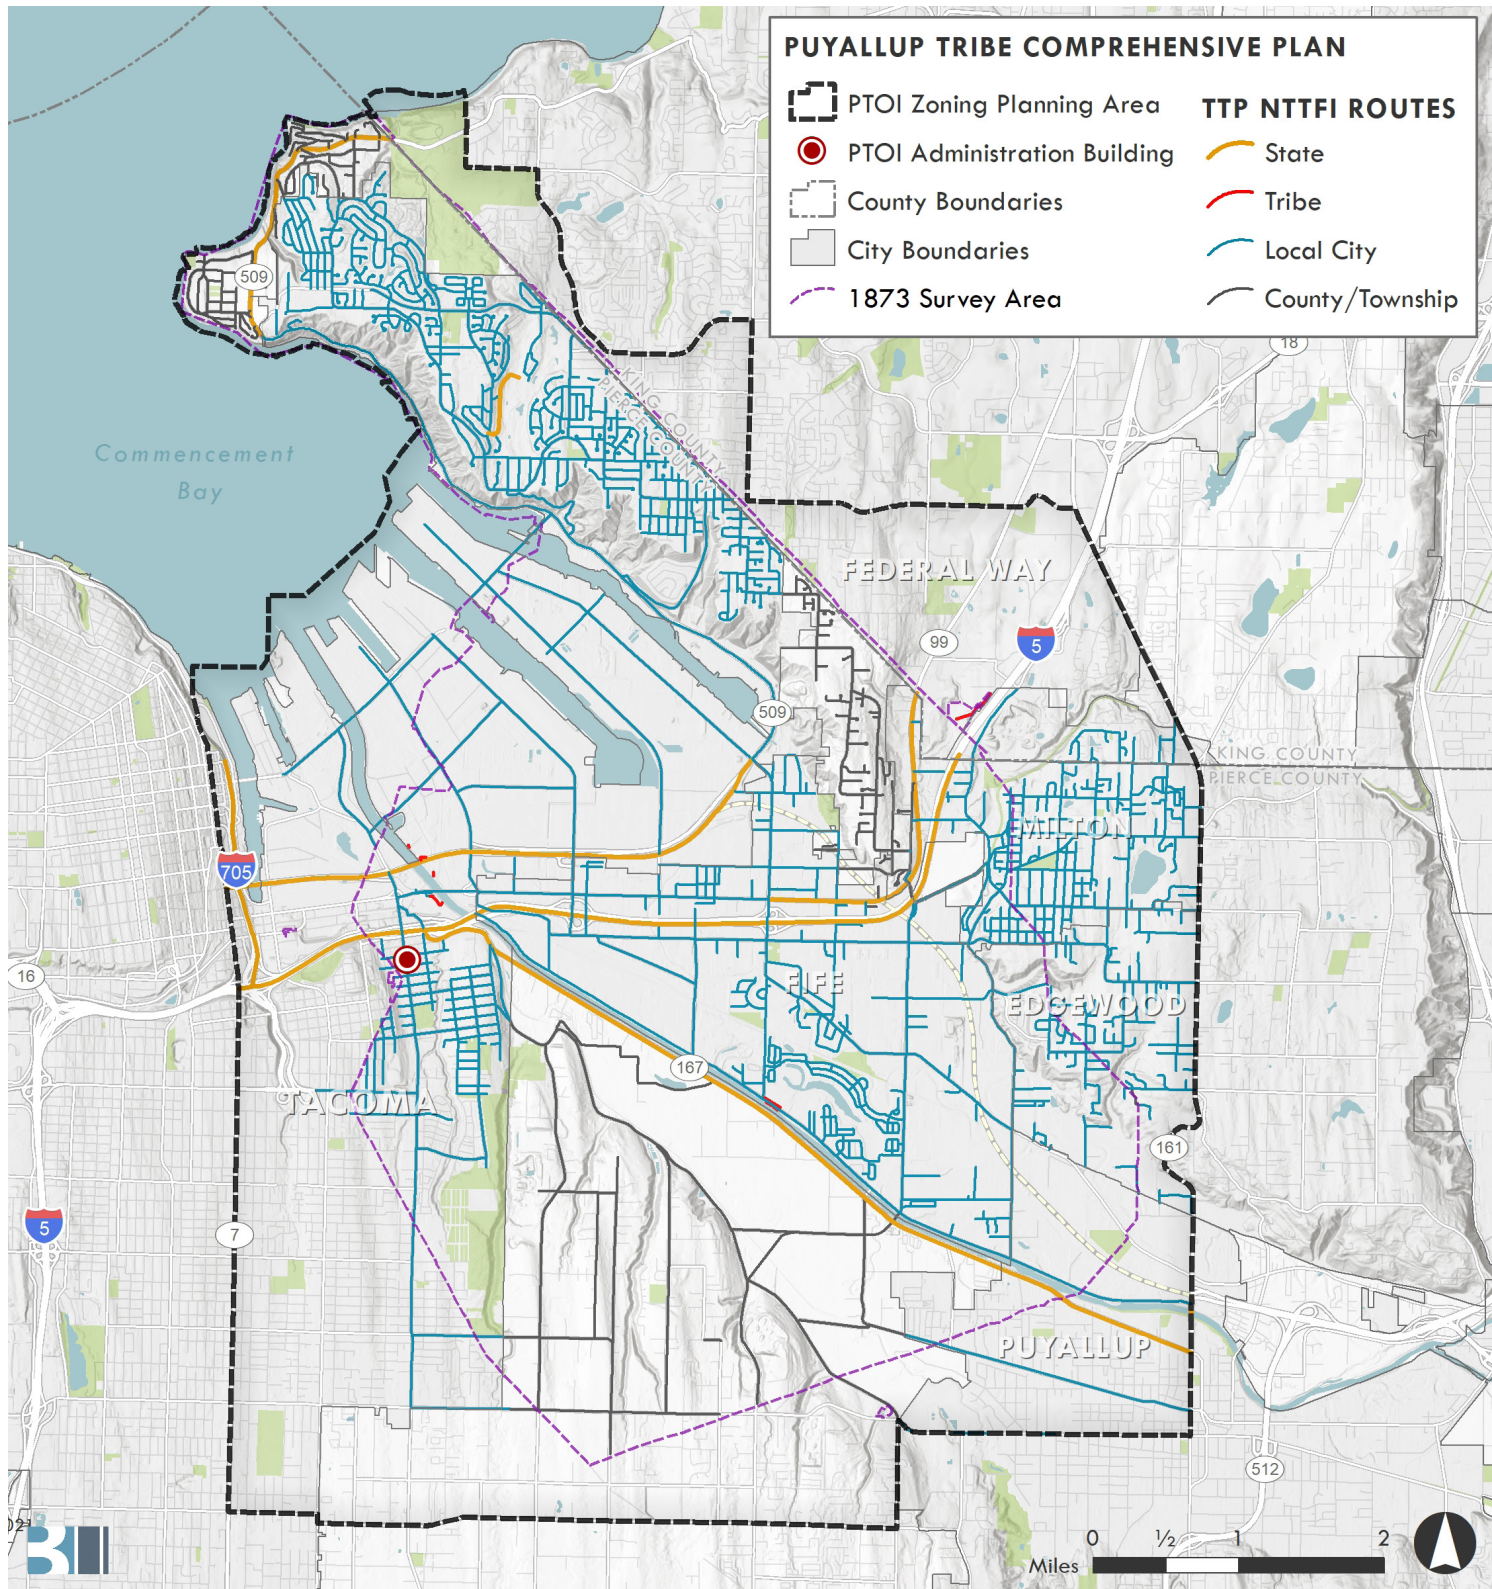 PUYALLUP TRIBE COMPREHENSIVE PLAN
PTOI Zoning Planning Area
PTOI Administration Building
County Boundaries
City Boundaries
1873 Survey Area
TTP NTTFI ROUTES
State
Tribe
Local City
County/Township
18
509
KING COUNTY
PIERCE COUNTY
Commencement
Bay
FEDERAL WAY
99
5
509
KING COUNTY
PIERCE COUNTY
MILTON
705
16
FIFE
EDGEWOOD
167
TACOMA
161
5
7
PUYALLUP
512
0
½
1
2
Miles